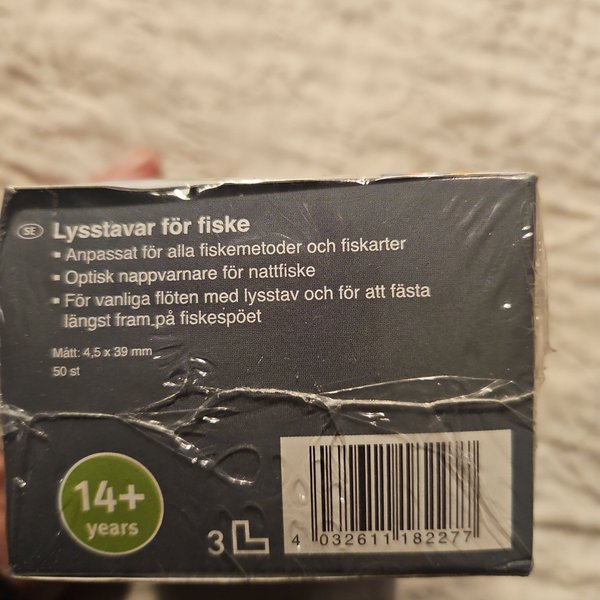 SE Lysstavar för fiske
▪ Anpassat för alla fiskemetoder och fiskarter
▪ Optisk nappvarnare för nattfiske
▪ För vanliga flöten med lysstav och för att fästa
längst fram på fiskespöet
Mått: 4,5 x 39 mm
50 st
14+
years
3 L
4 032611 182277